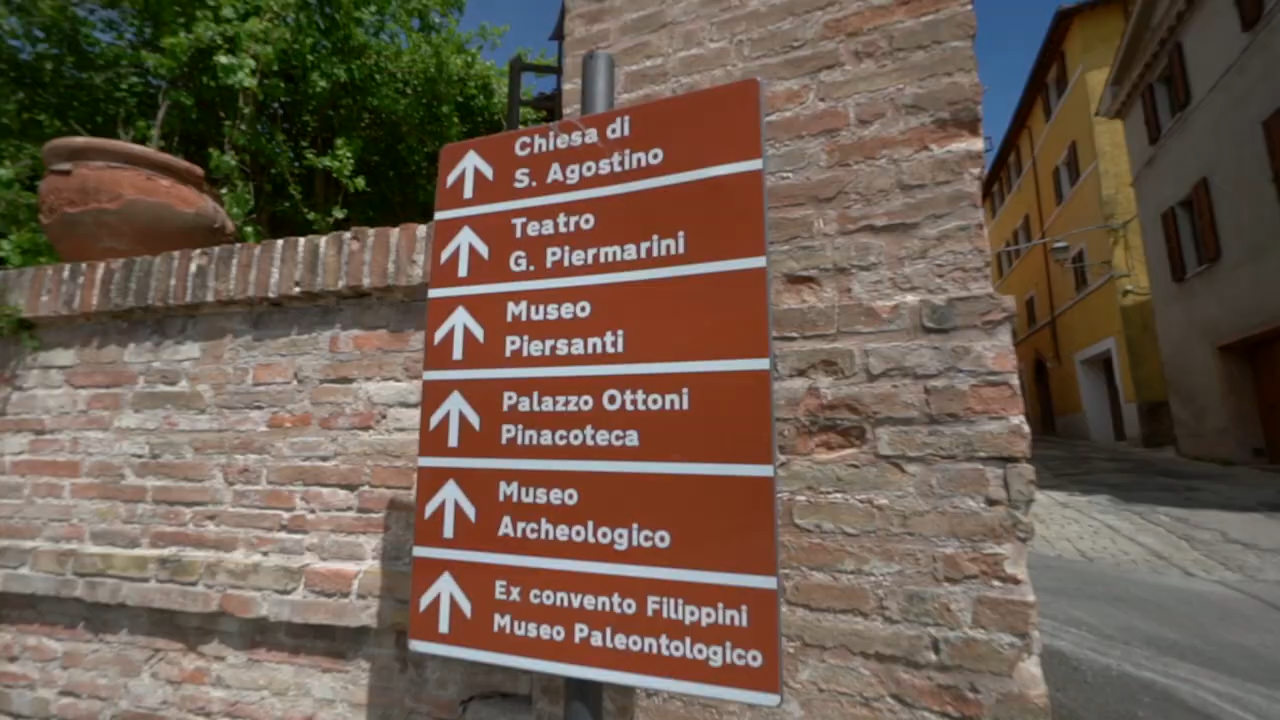 Chiesa di
S. Agostino
Teatro
G. Piermarini
Museo
Piersanti
Palazzo Ottoni
Pinacoteca
Museo
Archeologico
Ex convento Filippini
Museo Paleontologico